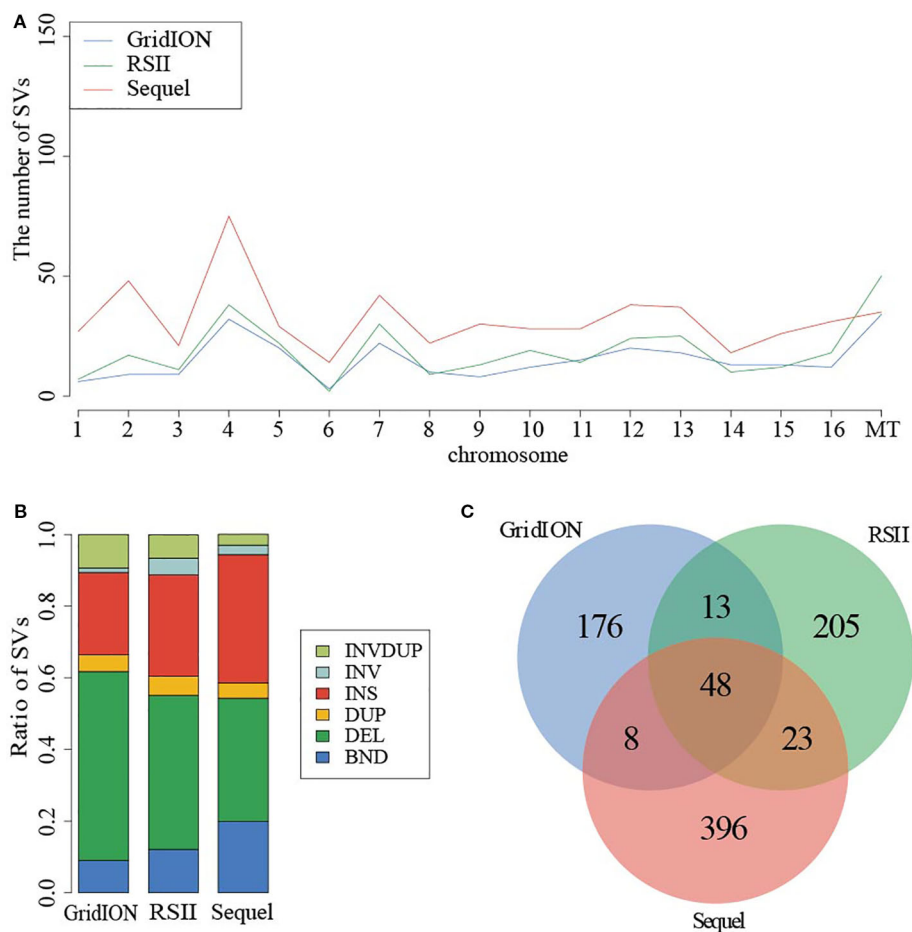 A
The number of SVs
150
100
50
0
GridION
RSII
Sequel
1 2 3 4 5 6 7 8 9 10 11 12 13 14 15 16 MT
chromosome
B
Ratio of SVs
1.0
0.8
0.6
0.4
0.2
0.0
GridION RSII Sequel
INVDUP
INV
INS
DUP
DEL
BND
C
GridION
RSII
176
13
205
48
8
23
396
Sequel